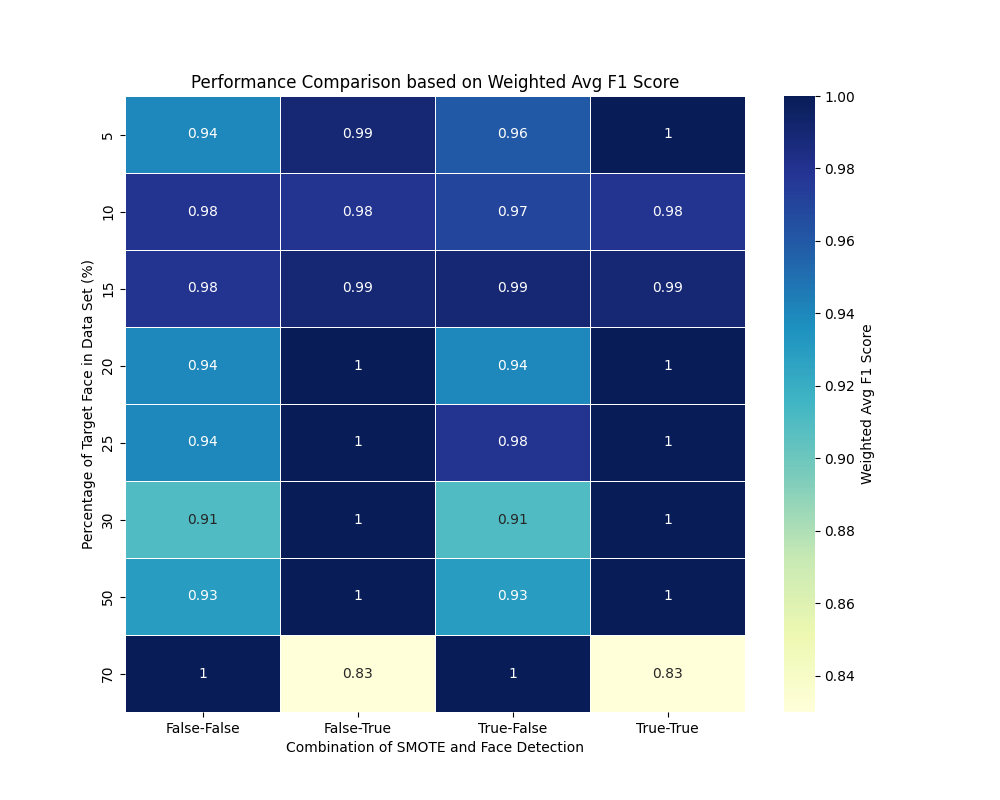 Performance Comparison based on Weighted Avg F1 Score
5 0.94 0.99 0.96 1
10 0.98 0.98 0.97 0.98
15 0.98 0.99 0.99 0.99
20 0.94 1 0.94 1
25 0.94 1 0.98 1
30 0.91 1 0.91 1
50 0.93 1 0.93 1
70 1 0.83 1 0.83
False-False False-True True-False True-True
Combination of SMOTE and Face Detection
Percentage of Target Face in Data Set (%)
1.00
0.98
0.96
0.94
0.92
0.90
0.88
0.86
0.84
Weighted Avg F1 Score